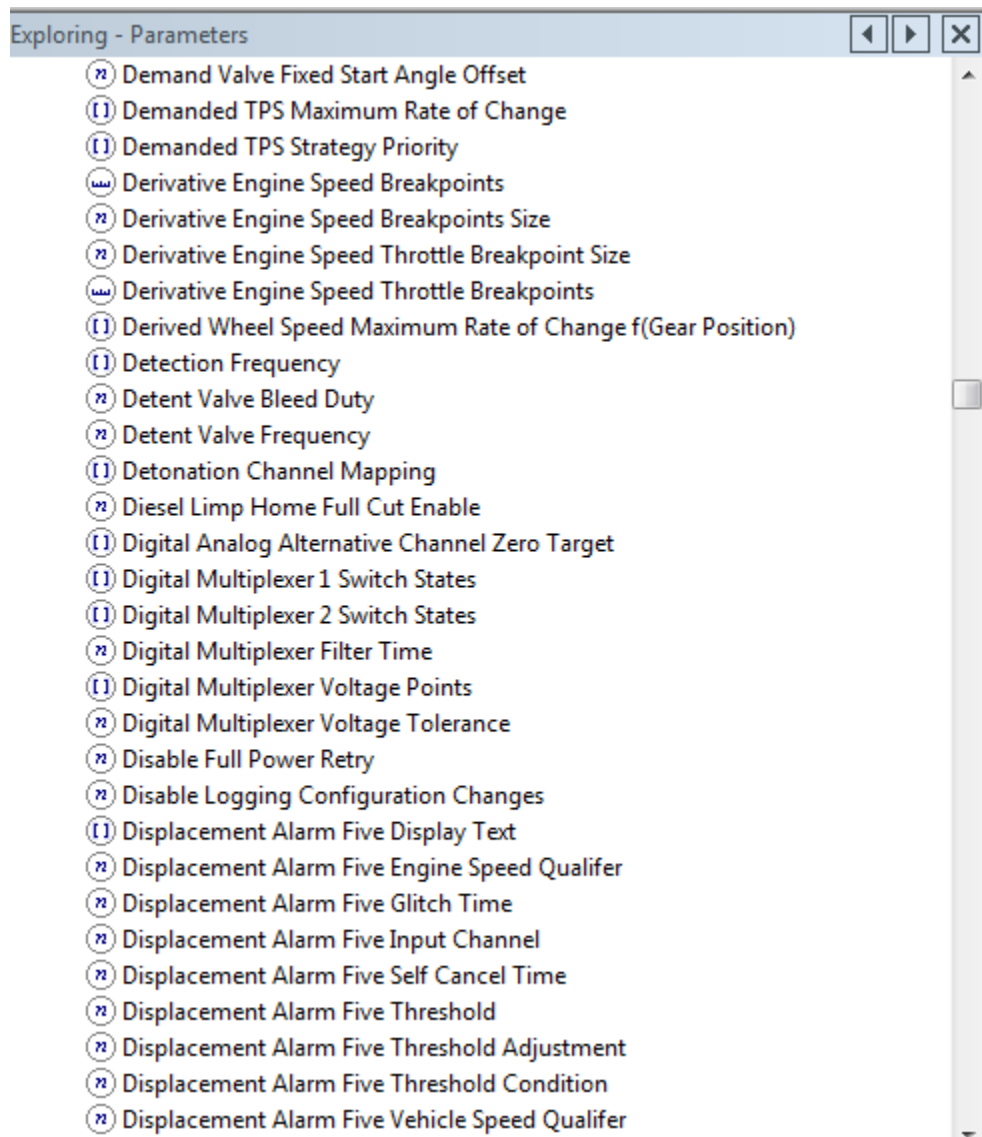 Exploring - Parameters
n Demand Valve Fixed Start Angle Offset
[ ] Demanded TPS Maximum Rate of Change
[ ] Demanded TPS Strategy Priority
Derivative Engine Speed Breakpoints
n Derivative Engine Speed Breakpoints Size
n Derivative Engine Speed Throttle Breakpoint Size
Derivative Engine Speed Throttle Breakpoints
[ ] Derived Wheel Speed Maximum Rate of Change f(Gear Position)
[ ] Detection Frequency
n Detent Valve Bleed Duty
n Detent Valve Frequency
[ ] Detonation Channel Mapping
n Diesel Limp Home Full Cut Enable
[ ] Digital Analog Alternative Channel Zero Target
[ ] Digital Multiplexer 1 Switch States
[ ] Digital Multiplexer 2 Switch States
n Digital Multiplexer Filter Time
[ ] Digital Multiplexer Voltage Points
n Digital Multiplexer Voltage Tolerance
n Disable Full Power Retry
n Disable Logging Configuration Changes
[ ] Displacement Alarm Five Display Text
n Displacement Alarm Five Engine Speed Qualifer
n Displacement Alarm Five Glitch Time
n Displacement Alarm Five Input Channel
n Displacement Alarm Five Self Cancel Time
n Displacement Alarm Five Threshold
n Displacement Alarm Five Threshold Adjustment
n Displacement Alarm Five Threshold Condition
n Displacement Alarm Five Vehicle Speed Qualifer